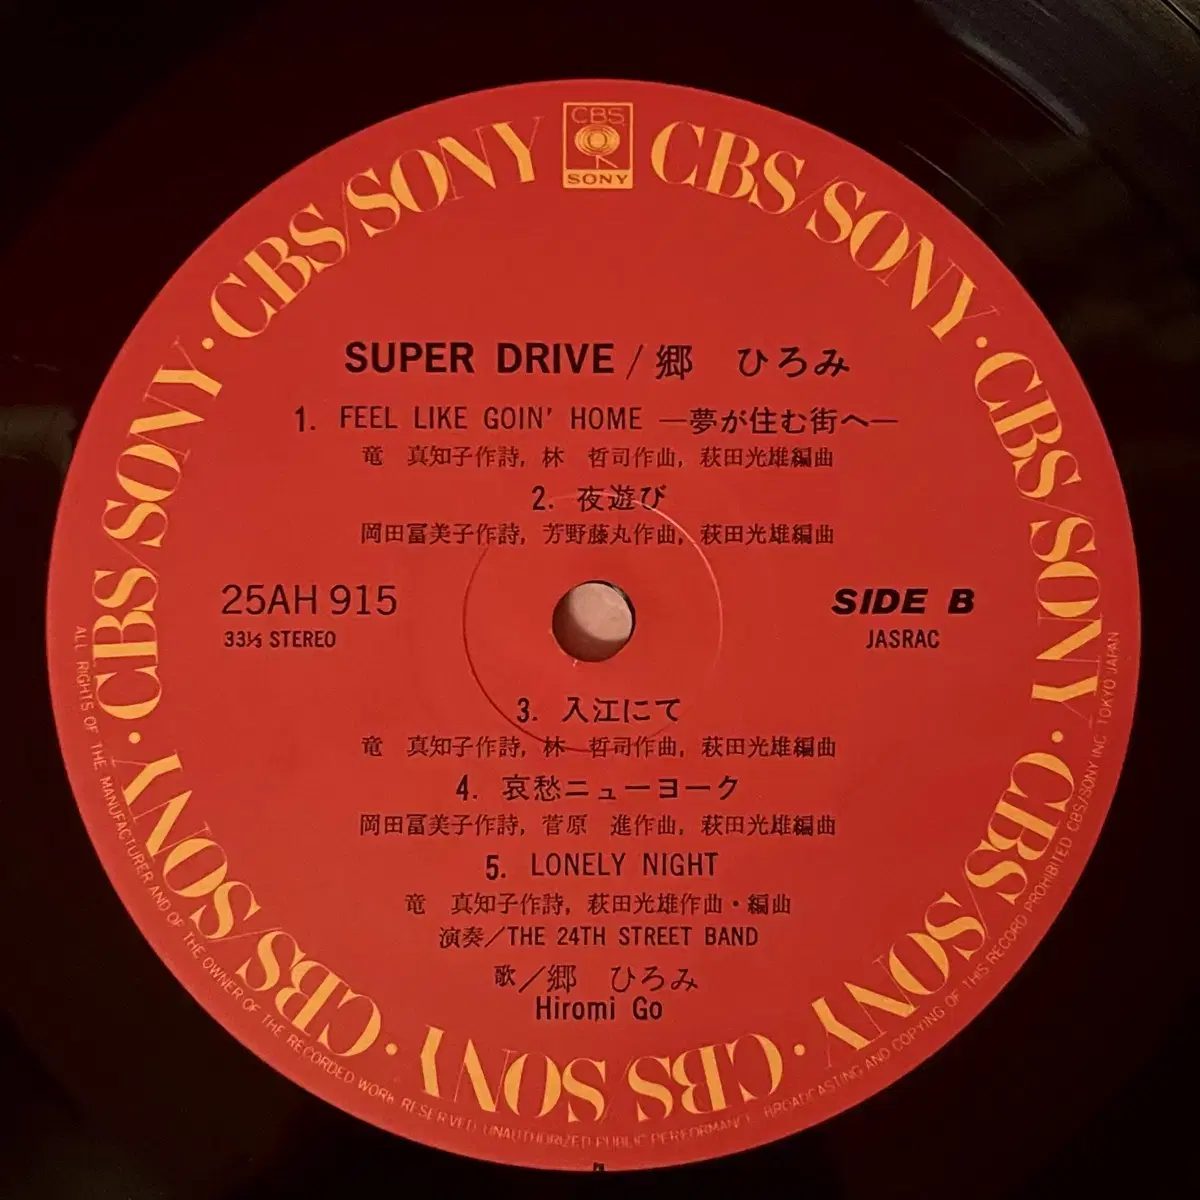 CBS
SONY
CBS/SONY · CBS/SONY · CBS/SONY · CBS/SONY · CBS/SONY · CBS/SONY · CBS/SONY · CBS/SONY
SUPER DRIVE / 郷 ひろみ
1. FEEL LIKE GOIN' HOME —夢が住む街へ—
竜 真知子作詩, 林 哲司作曲, 萩田光雄編曲
2. 夜遊び
岡田冨美子作詩, 芳野藤丸作曲, 萩田光雄編曲
25AH 915
33⅓ STEREO
SIDE B
JASRAC
3. 入江にて
竜 真知子作詩, 林 哲司作曲, 萩田光雄編曲
4. 哀愁ニューヨーク
岡田冨美子作詩, 菅原 進作曲, 萩田光雄編曲
5. LONELY NIGHT
竜 真知子作詩, 萩田光雄作曲・編曲
演奏/THE 24TH STREET BAND
歌/郷 ひろみ
Hiromi Go
ALL RIGHTS OF THE MANUFACTURER AND OF THE OWNER OF THE RECORDED WORK RESERVED UNAUTHORIZED PUBLIC PERFORMANCE BROADCASTING AND COPYING OF THIS RECORD PROHIBITED CBS/SONY INC TOKYO JAPAN